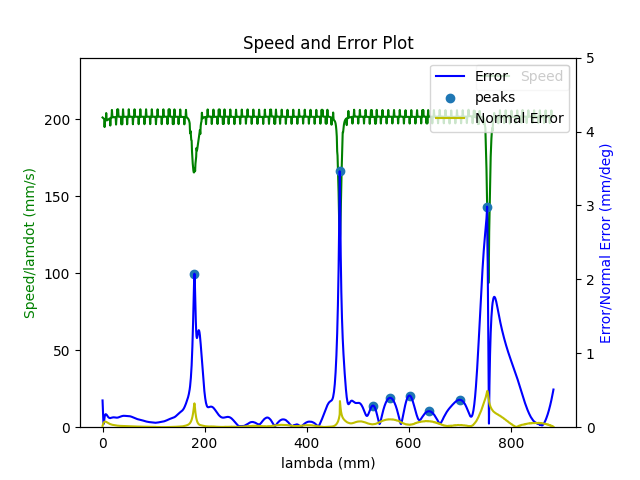 Speed and Error Plot
Speed
Error
peaks
Normal Error
Speed/lamdot (mm/s)
200
150
100
50
0
Error/Normal Error (mm/deg)
5
4
3
2
1
0
0
200
400
600
800
lambda (mm)